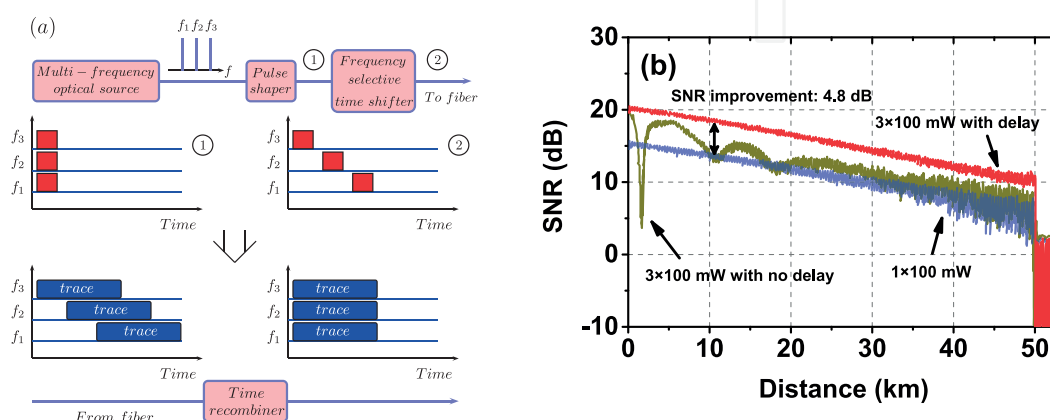 (a)
f1 f2 f3
f
Multi-frequency
optical source
Pulse
shaper
1
Frequency
selective
time shifter
2
To fiber
f3
f2
f1
1
Time
f3
f2
f1
2
Time
f3
f2
f1
trace
trace
trace
Time
f3
f2
f1
trace
trace
trace
Time
From fiber
Time
recombiner
(b)
SNR improvement: 4.8 dB
3×100 mW with delay
3×100 mW with no delay
1×100 mW
SNR (dB)
30
20
10
0
-10
0 10 20 30 40 50
Distance (km)